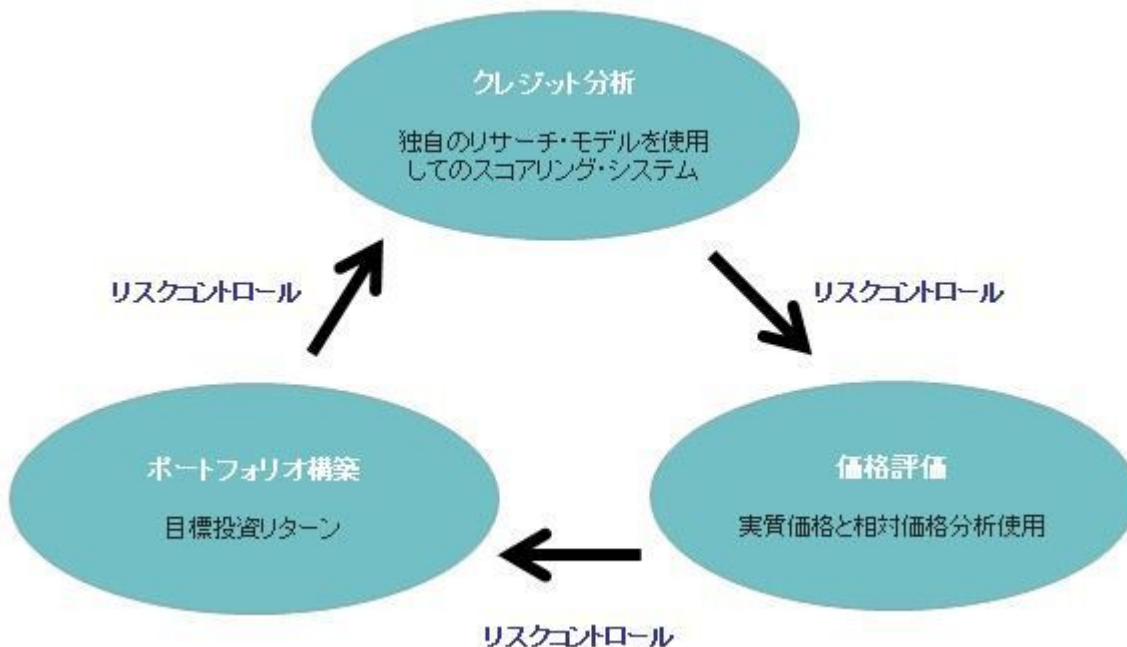 クレジット分析
独自のリサーチ・モデルを使用
してのスコアリング・システム
リスクコントロール
リスクコントロール
ポートフォリオ構築
目標投資リターン
価格評価
実質価格と相対価格分析使用
リスクコントロール